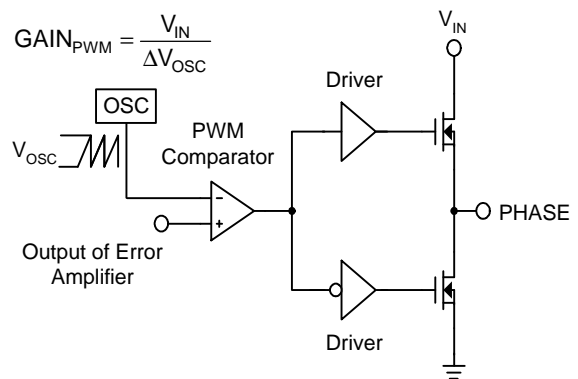 GAIN_PWM = V_IN / ΔV_OSC
V_IN
Driver
OSC
PWM
Comparator
V_OSC
-
+
PHASE
Output of Error
Amplifier
Driver